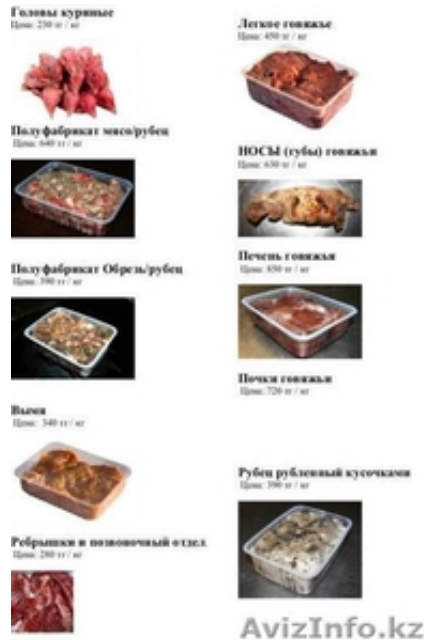 Головы куриные
Цена: 230 тг / кг
Полуфабрикат мясо/рубец
Цена: 640 тг / кг
Полуфабрикат Обрезь/рубец
Цена: 390 тг / кг
Вымя
Цена: 340 тг / кг
Ребрышки и позвоночный отдел
Цена: 280 тг / кг
Легкое говяжье
Цена: 450 тг / кг
НОСЫ (губы) говяжьи
Цена: 630 тг / кг
Печень говяжья
Цена: 850 тг / кг
Почки говяжьи
Цена: 720 тг / кг
Рубец рубленный кусочками
Цена: 390 тг / кг
AvizInfo.kz